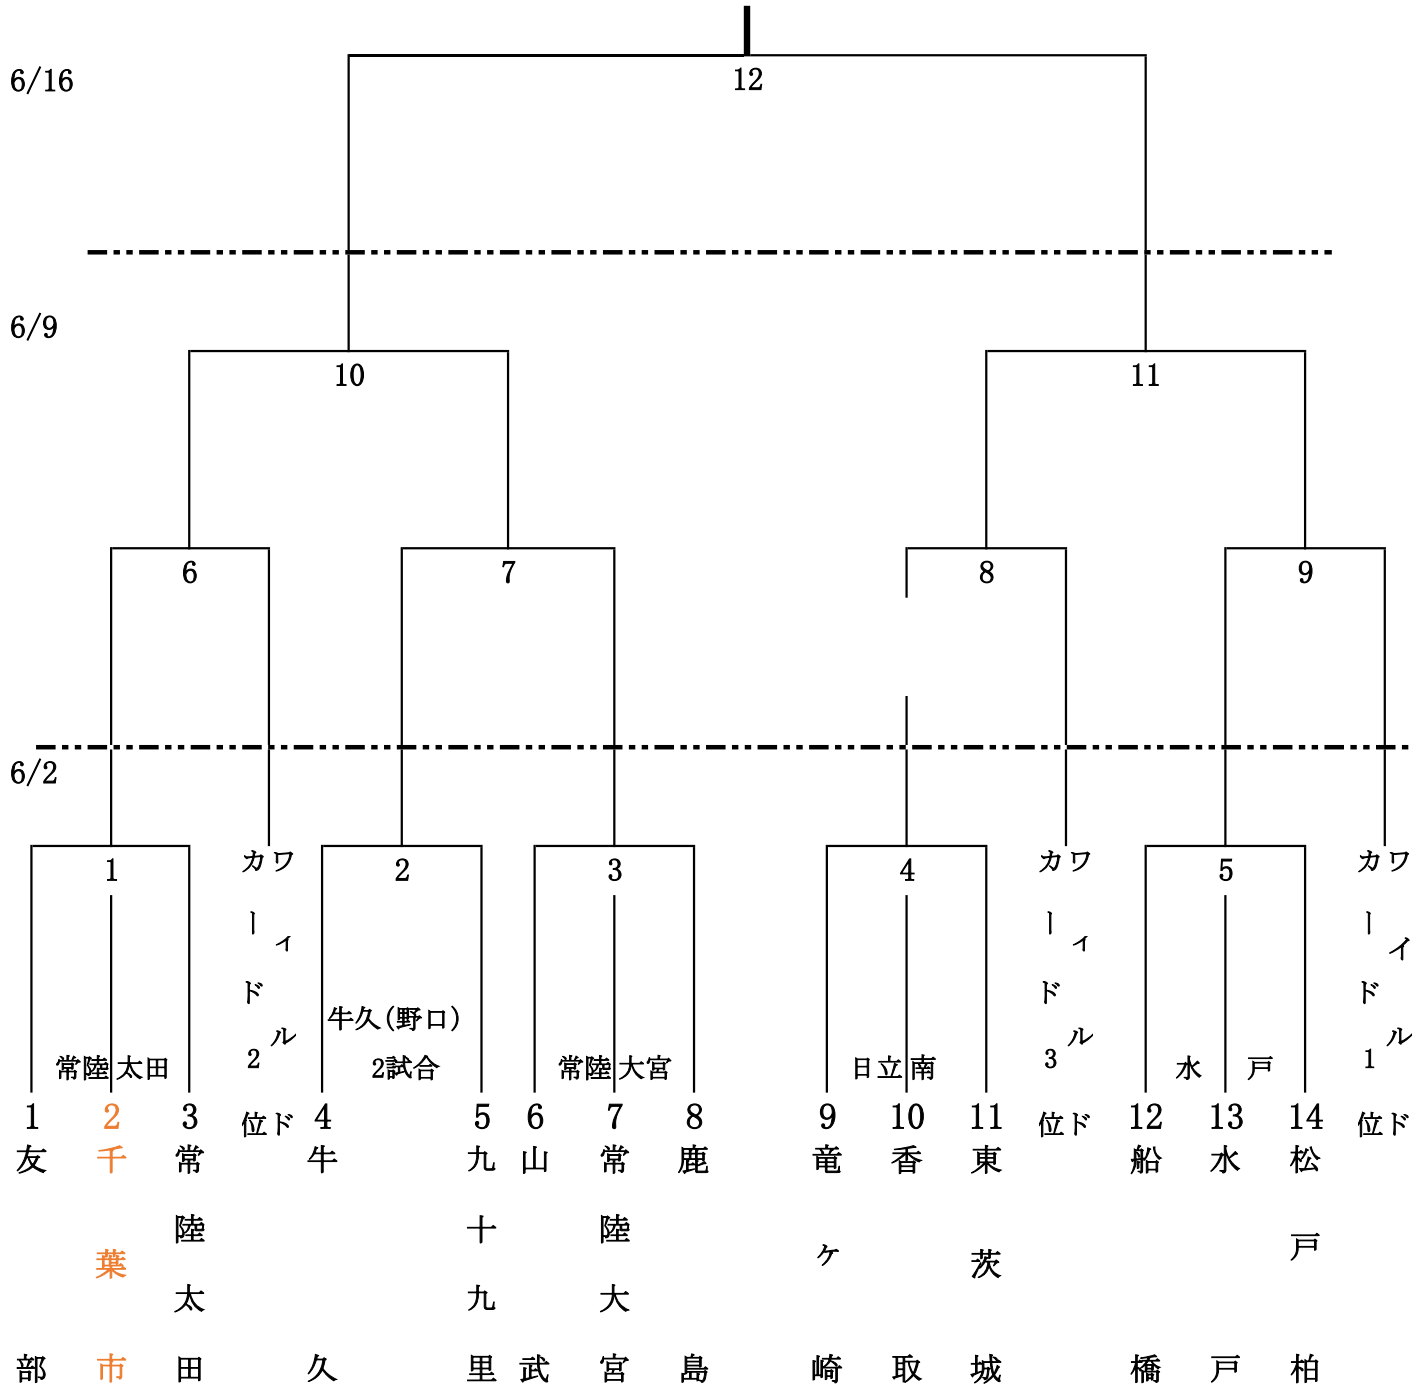 6/16
12
6/9
10
11
6
7
8
9
6/2
1
2
3
4
5
ワイルド
カード2位
ワイルド
カード3位
ワイルド
カード1位
常陸太田
牛久(野口)
2試合
常陸大宮
日立南
水戸
1
友部
2
千葉市
3
常陸太田
4
牛久
5
九十九里
6
山武
7
常陸大宮
8
鹿島
9
竜ケ崎
10
香取
11
東茨城
12
船橋
13
水戸
14
松戸柏